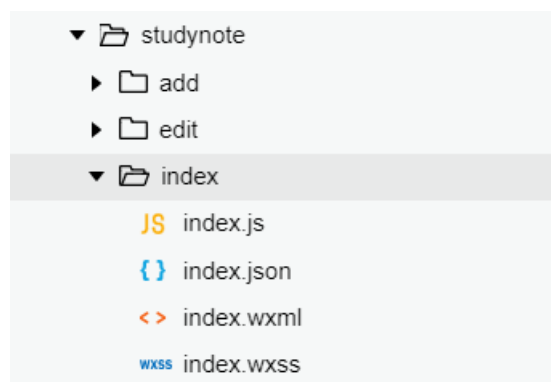 studynote
add
edit
index
JS index.js
{ } index.json
< > index.wxml
wxss index.wxss